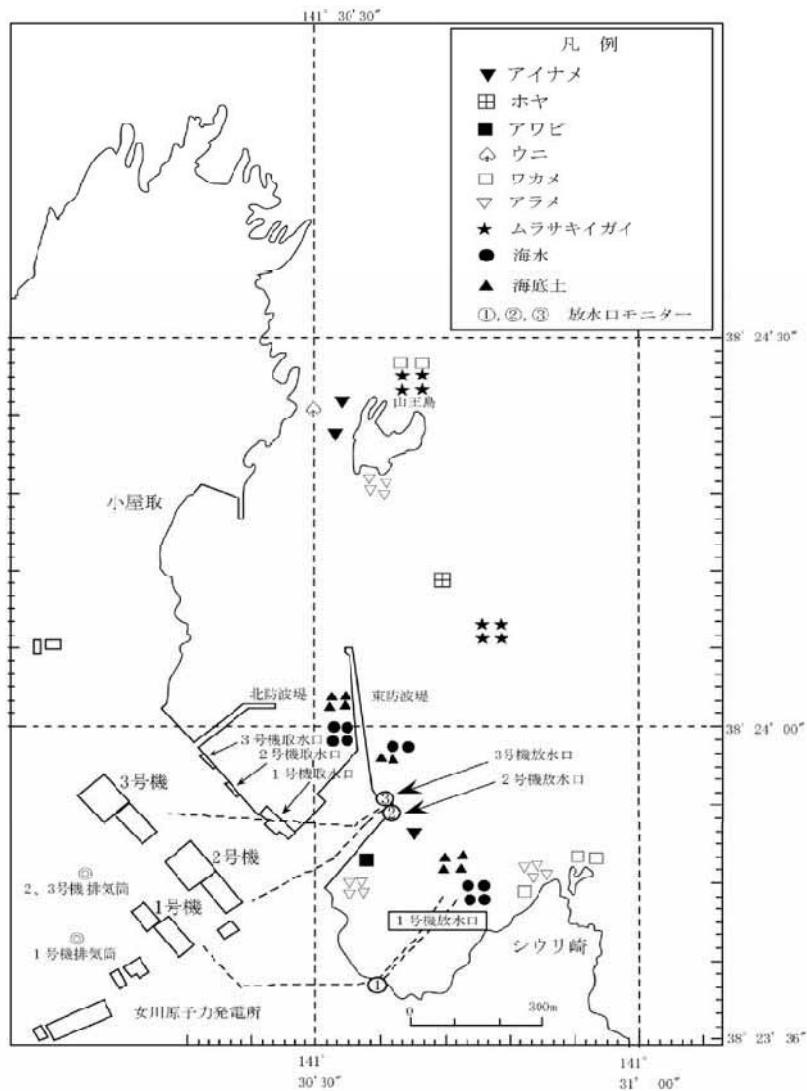 141° 30′30″
凡 例
アイナメ
ホヤ
アワビ
ウニ
ワカメ
アラメ
ムラサキイガイ
海水
海底土
①,②,③ 放水口モニター
38° 24′30″
山王島
小屋取
北防波堤
東防波堤
38° 24′00″
3号機取水口
2号機取水口
1号機取水口
3号機放水口
2号機放水口
3号機
③
②
2号機
2、3号機排気筒
1号機
1号機放水口
1号機排気筒
シウリ崎
①
女川原子力発電所
0 300m
38° 23′36″
141°
30′30″
141°
31′00″